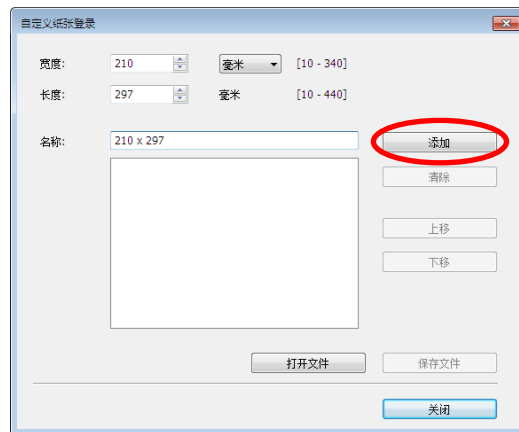 自定义纸张登录
宽度: 210 毫米 [10 - 340]
长度: 297 毫米 [10 - 440]
名称: 210 x 297 添加
清除
上移
下移
打开文件 保存文件
关闭